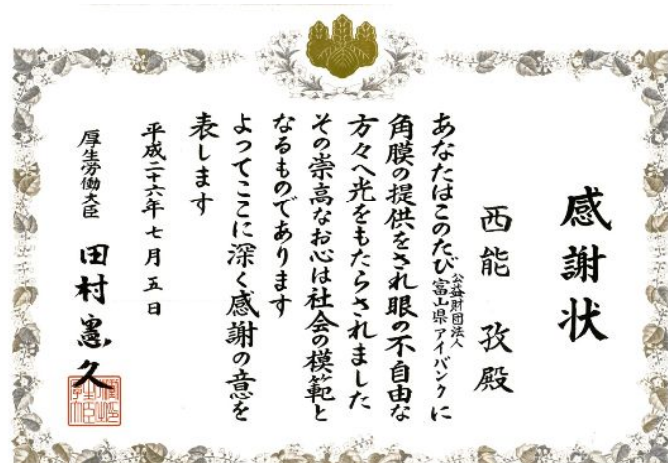 感謝状
西能 孜殿
あなたはこのたび公益財団法人富山県アイバンクに
角膜の提供をされ眼の不自由な
方々へ光をもたらされました
その崇高なお心は社会の模範と
なるものであります
よってここに深く感謝の意を
表します
平成二十六年七月五日
厚生労働大臣 田村憲久